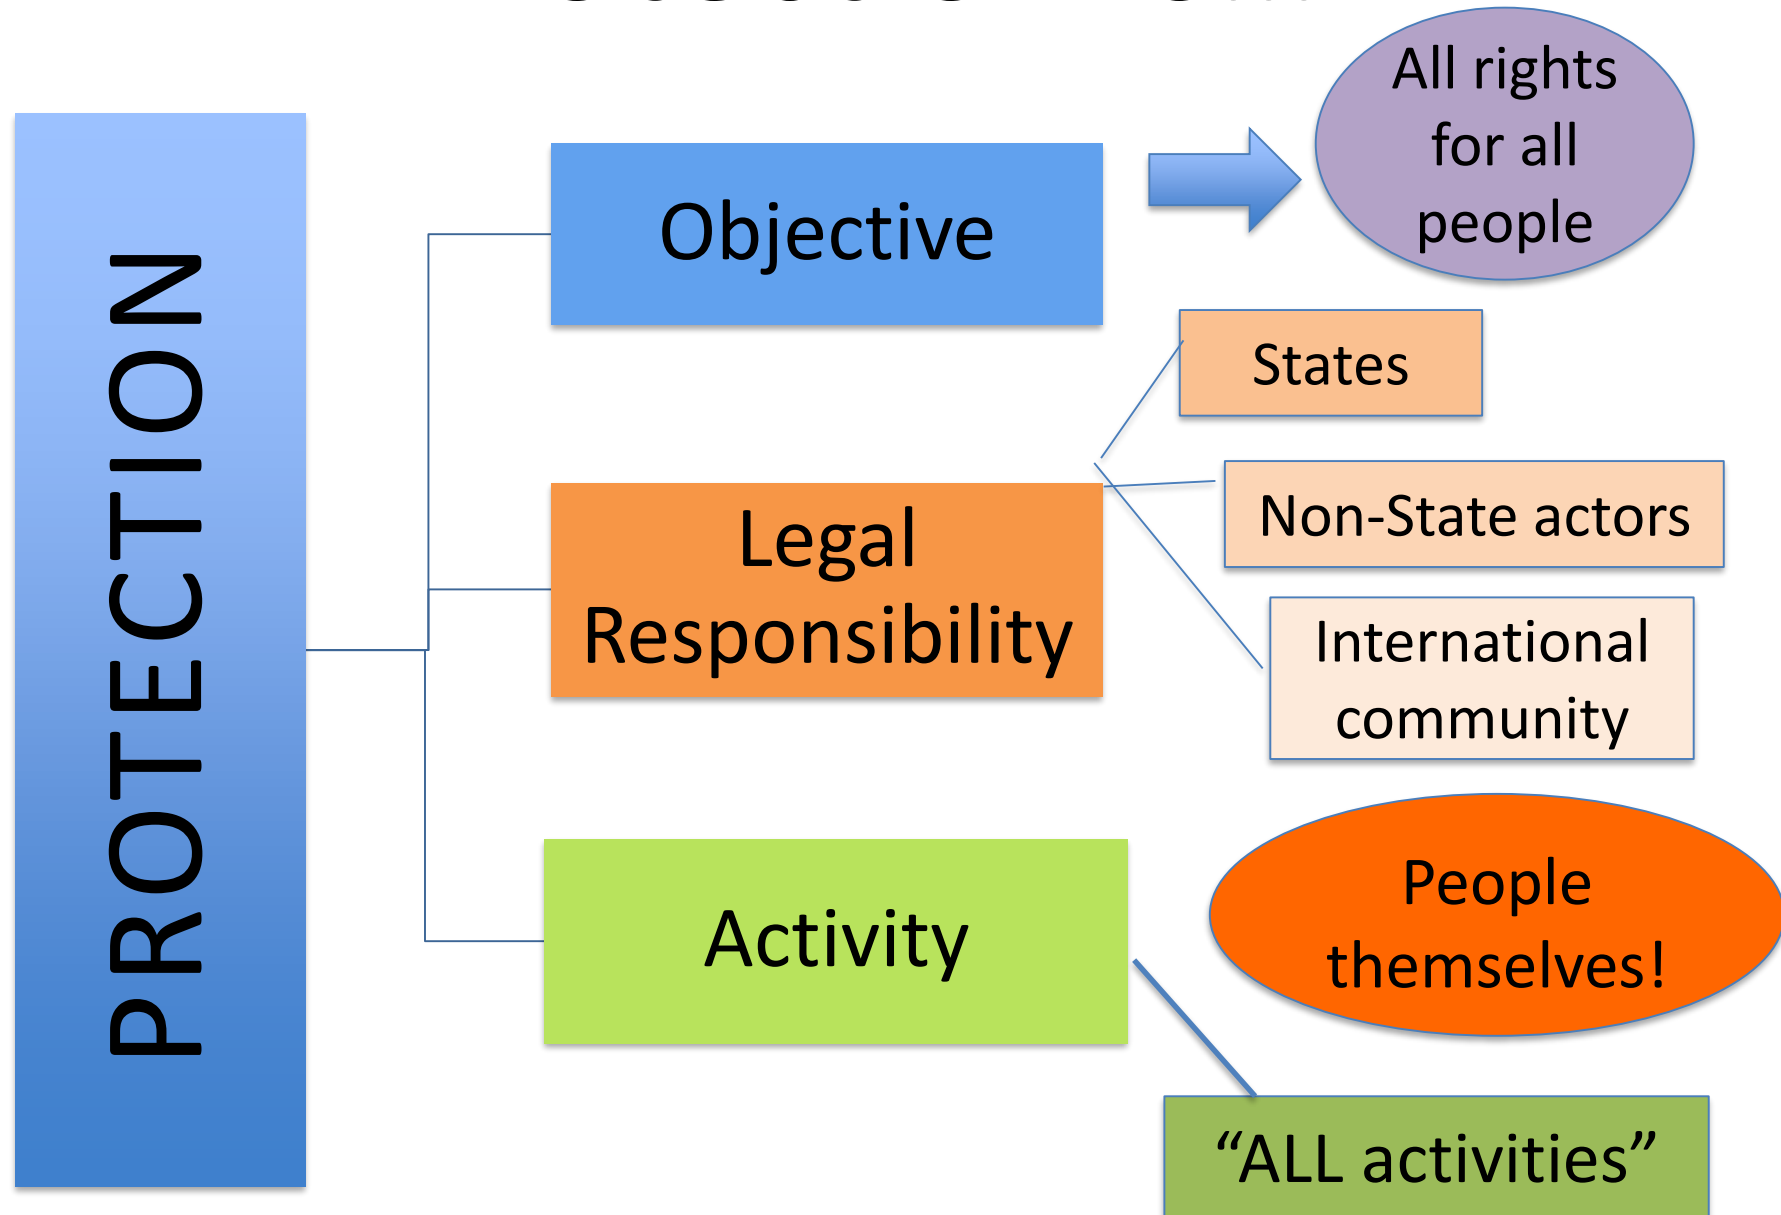 PROTECTION
Objective
All rights
for all
people
Legal
Responsibility
States
Non-State actors
International
community
Activity
People
themselves!
“ALL activities”